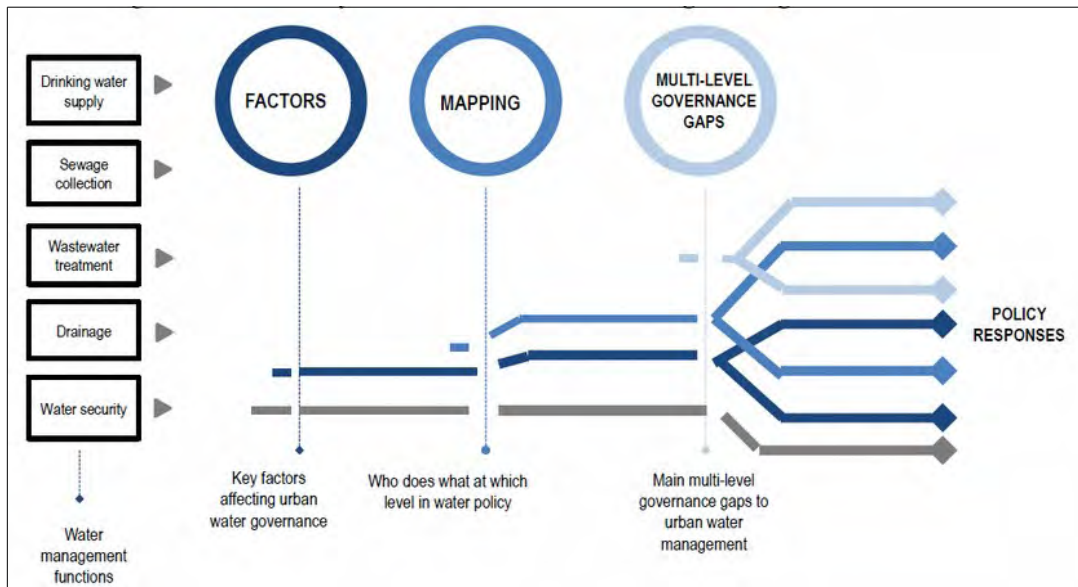 Drinking water
supply
Sewage
collection
Wastewater
treatment
Drainage
Water security
Water
management
functions
FACTORS
Key factors
affecting urban
water governance
MAPPING
Who does what at which
level in water policy
MULTI-LEVEL
GOVERNANCE
GAPS
Main multi-level
governance gaps to
urban water
management
POLICY
RESPONSES